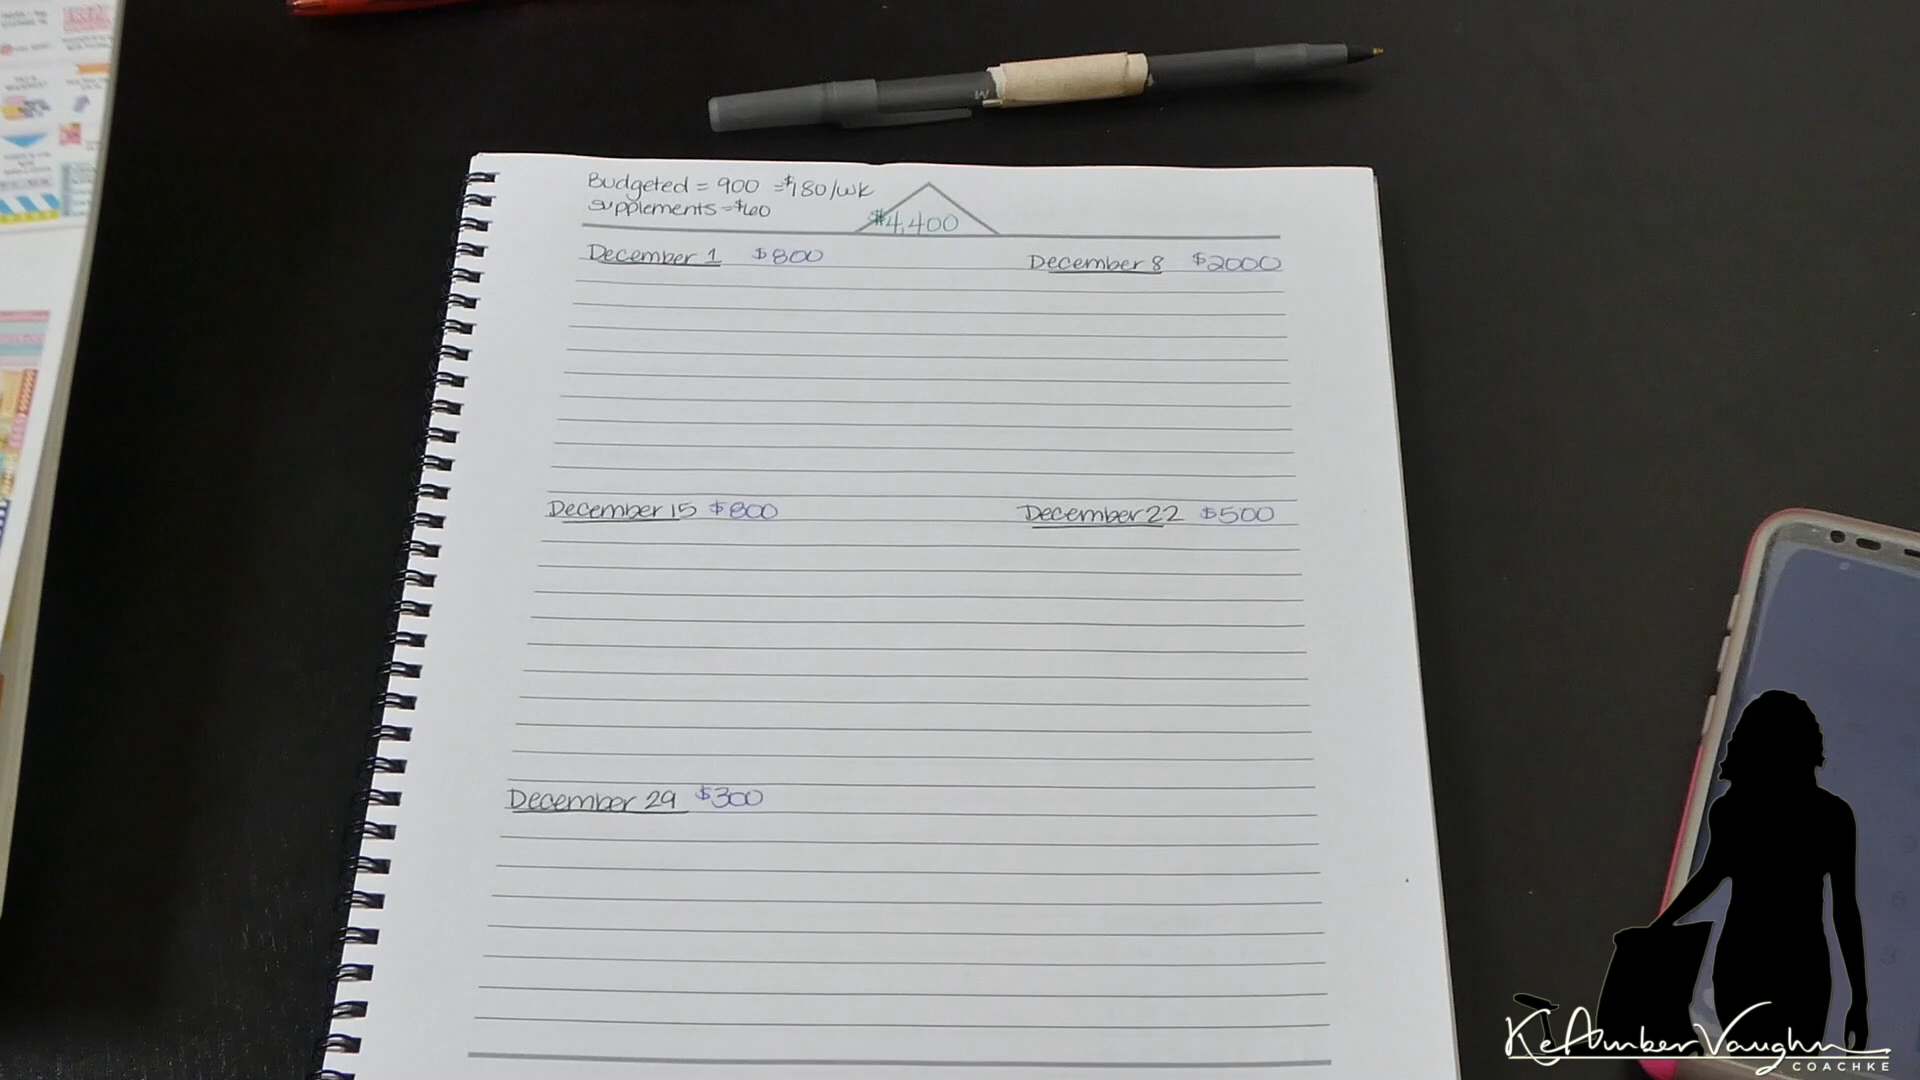 Budgeted = 900 = $180/wk
supplements = $60
$4,400
December 1 $800
December 8 $2000
December 15 $800
December 22 $500
December 29 $300
KeAmber Vaughn
COACHKE